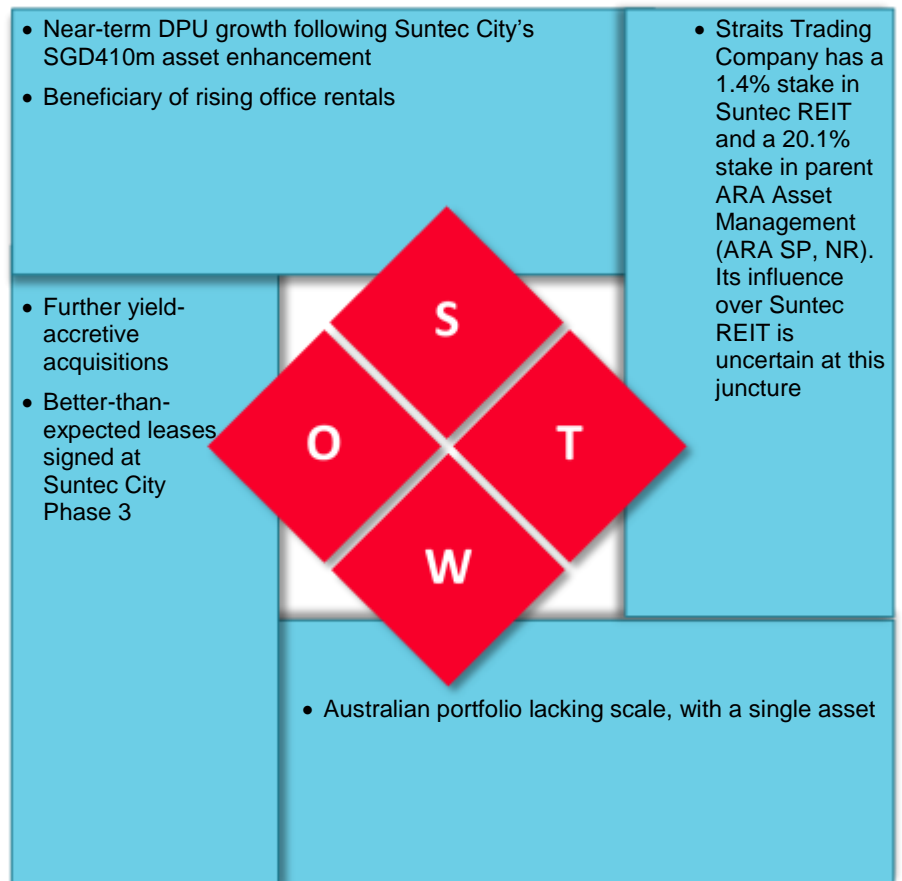 • Near-term DPU growth following Suntec City's
SGD410m asset enhancement
• Beneficiary of rising office rentals
• Straits Trading
Company has a
1.4% stake in
Suntec REIT
and a 20.1%
stake in parent
ARA Asset
Management
(ARA SP, NR).
Its influence
over Suntec
REIT is
uncertain at this
juncture
• Further yield-
accretive
acquisitions
• Better-than-
expected leases
signed at
Suntec City
Phase 3
S
O
T
W
• Australian portfolio lacking scale, with a single asset